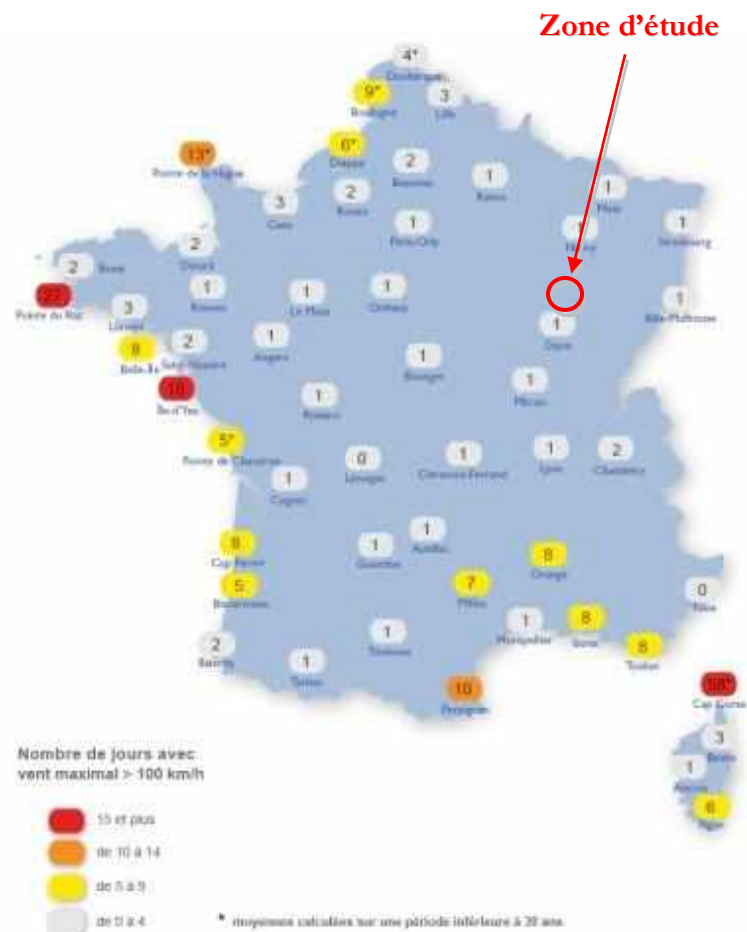 Zone d'étude
4*
Dunkerque
9*
Boulogne
3
Lille
6*
Dieppe
13*
Pointe de la Hague
2
Beauvais
1
Reims
2
Rouen
1
Metz
3
Caen
1
Paris/Orly
1
Nancy
1
Strasbourg
2
Dinard
2
Brest
1
Rennes
1
Le Mans
1
Orléans
1
Bâle-Mulhouse
Pointe du Raz
3
Lorient
1
Dijon
8
Belle-Île
2
Saint-Nazaire
1
Angers
1
Bourges
1
Mâcon
Île d'Yeu
1
Poitiers
5*
Pointe de Chassiron
0
Limoges
1
Clermont-Ferrand
1
Lyon
2
Chambéry
1
Cognac
8
Cap Ferret
1
Gourdon
1
Aurillac
8
Orange
5
Biscarrosse
7
Millau
0
Nice
2
Biarritz
1
Toulouse
1
Montpellier
8
Istres
8
Toulon
1
Tarbes
10
Perpignan
58*
Cap Corse
3
Bastia
1
Ajaccio
6
Nombre de jours avec
vent maximal > 100 km/h
15 et plus
de 10 à 14
de 5 à 9
de 0 à 4
* moyennes calculées sur une période inférieure à 30 ans